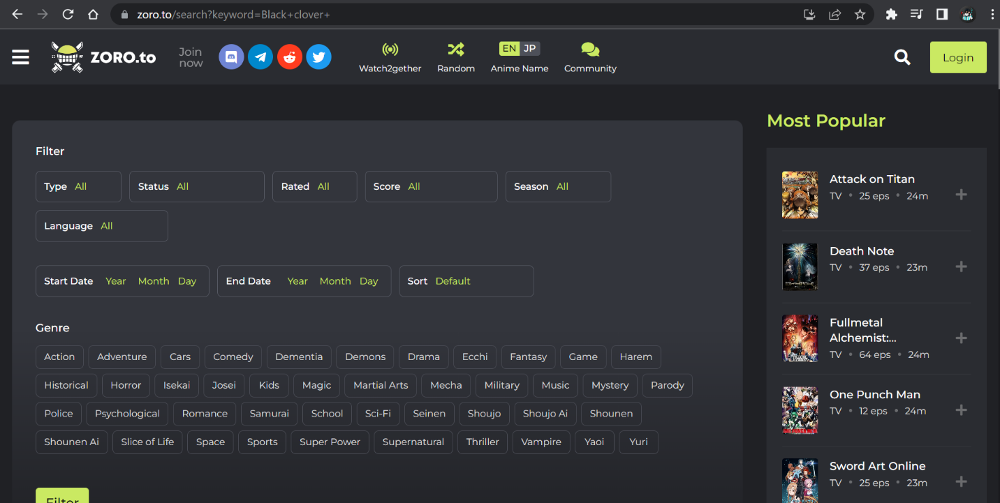 zoro.to/search?keyword=Black+clover+
ZORO.to
Join now
Watch2gether
Random
EN JP
Anime Name
Community
Login
Filter
Type All
Status All
Rated All
Score All
Season All
Language All
Start Date Year Month Day
End Date Year Month Day
Sort Default
Genre
Action Adventure Cars Comedy Dementia Demons Drama Ecchi Fantasy Game Harem
Historical Horror Isekai Josei Kids Magic Martial Arts Mecha Military Music Mystery Parody
Police Psychological Romance Samurai School Sci-Fi Seinen Shoujo Shoujo Ai Shounen
Shounen Ai Slice of Life Space Sports Super Power Supernatural Thriller Vampire Yaoi Yuri
Filter
Most Popular
Attack on Titan
TV • 25 eps • 24m
Death Note
TV • 37 eps • 23m
Fullmetal
Alchemist:...
TV • 64 eps • 24m
One Punch Man
TV • 12 eps • 24m
Sword Art Online
TV • 25 eps • 23m